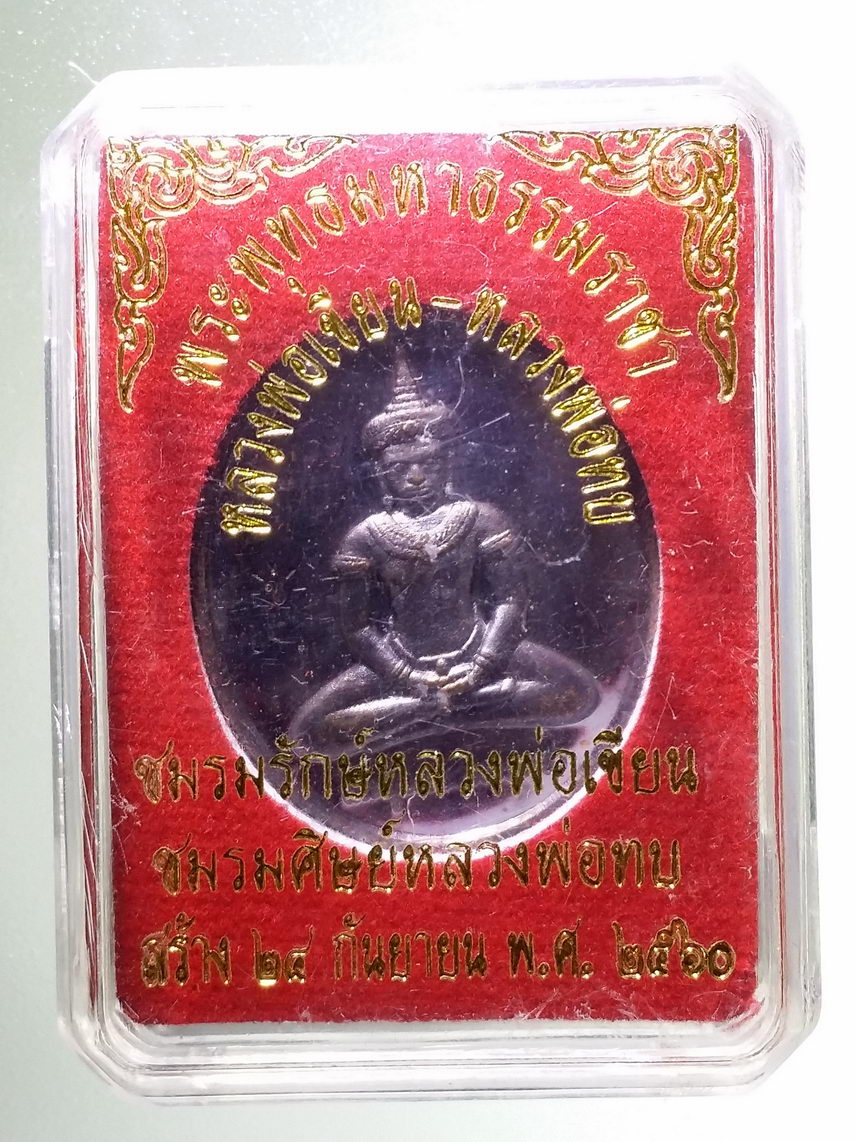 พระพุทธมหาธรรมราชา
หลวงพ่อเขียน-หลวงพ่อทบ
ชมรมรักษ์หลวงพ่อเขียน
ชมรมศิษย์หลวงพ่อทบ
สร้าง ๒๔ กันยายน พ.ศ. ๒๕๖๐